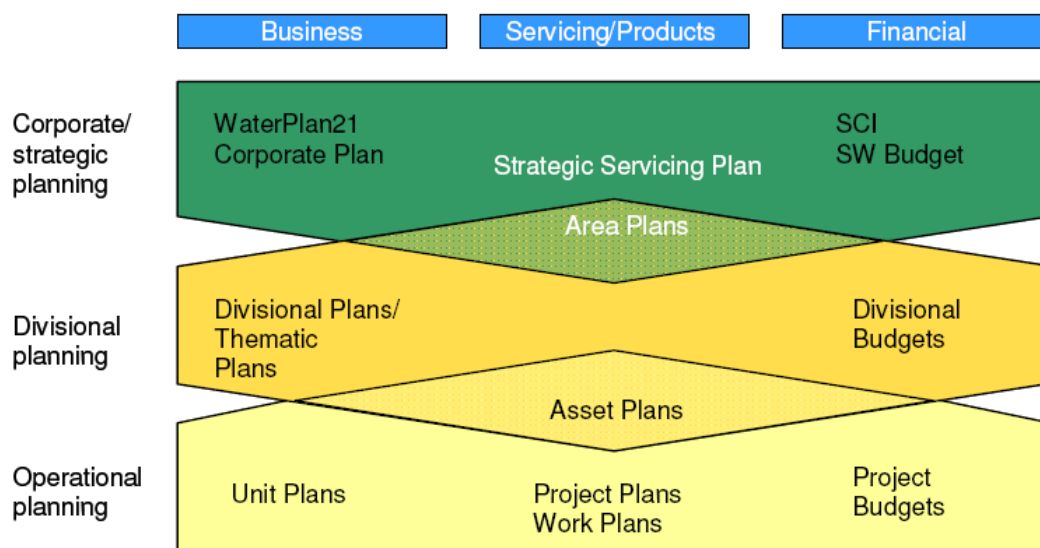 Business
Servicing/Products
Financial
Corporate/
strategic
planning
WaterPlan21
Corporate Plan
Strategic Servicing Plan
SCI
SW Budget
Area Plans
Divisional
planning
Divisional Plans/
Thematic
Plans
Divisional
Budgets
Asset Plans
Operational
planning
Unit Plans
Project Plans
Work Plans
Project
Budgets